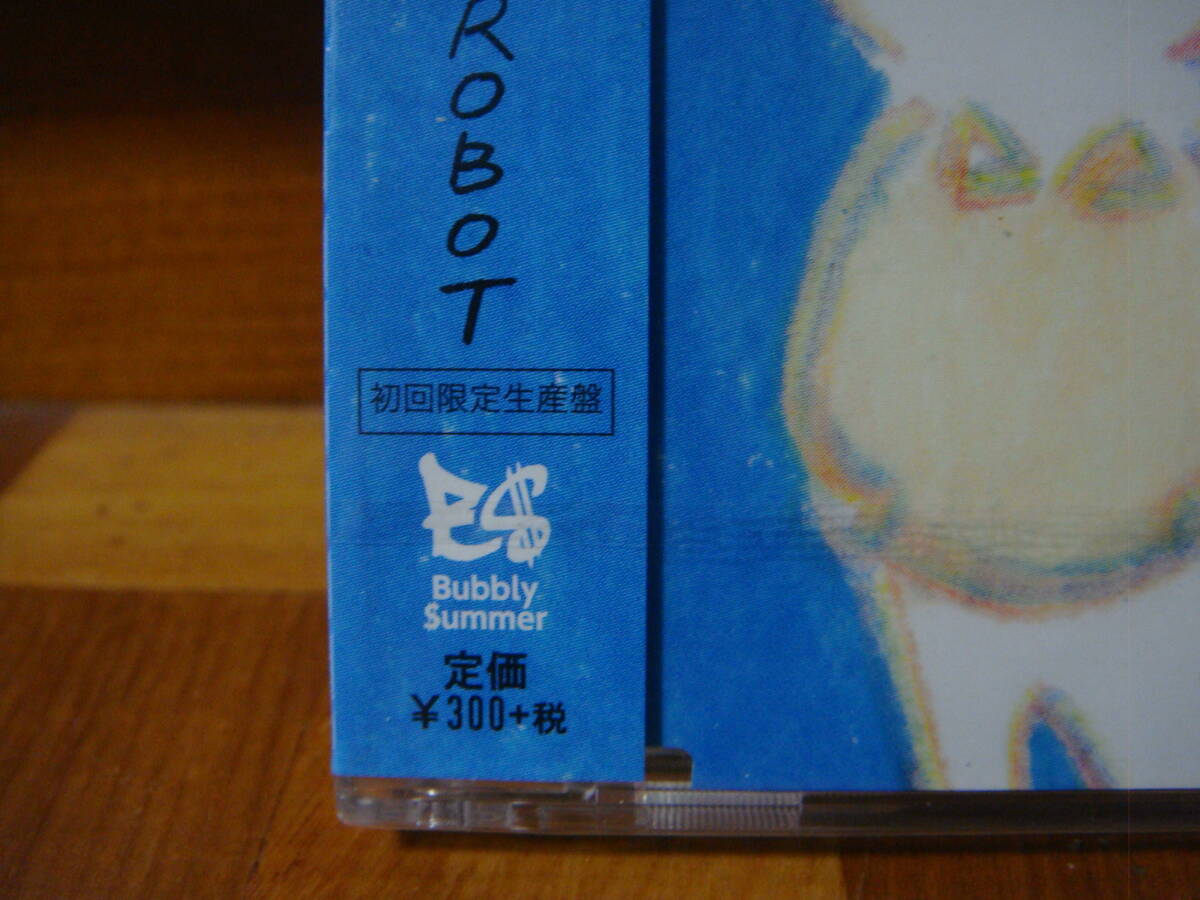 ROBOT
初回限定生産盤
B$
Bubbly
$ummer
定価
¥300+税